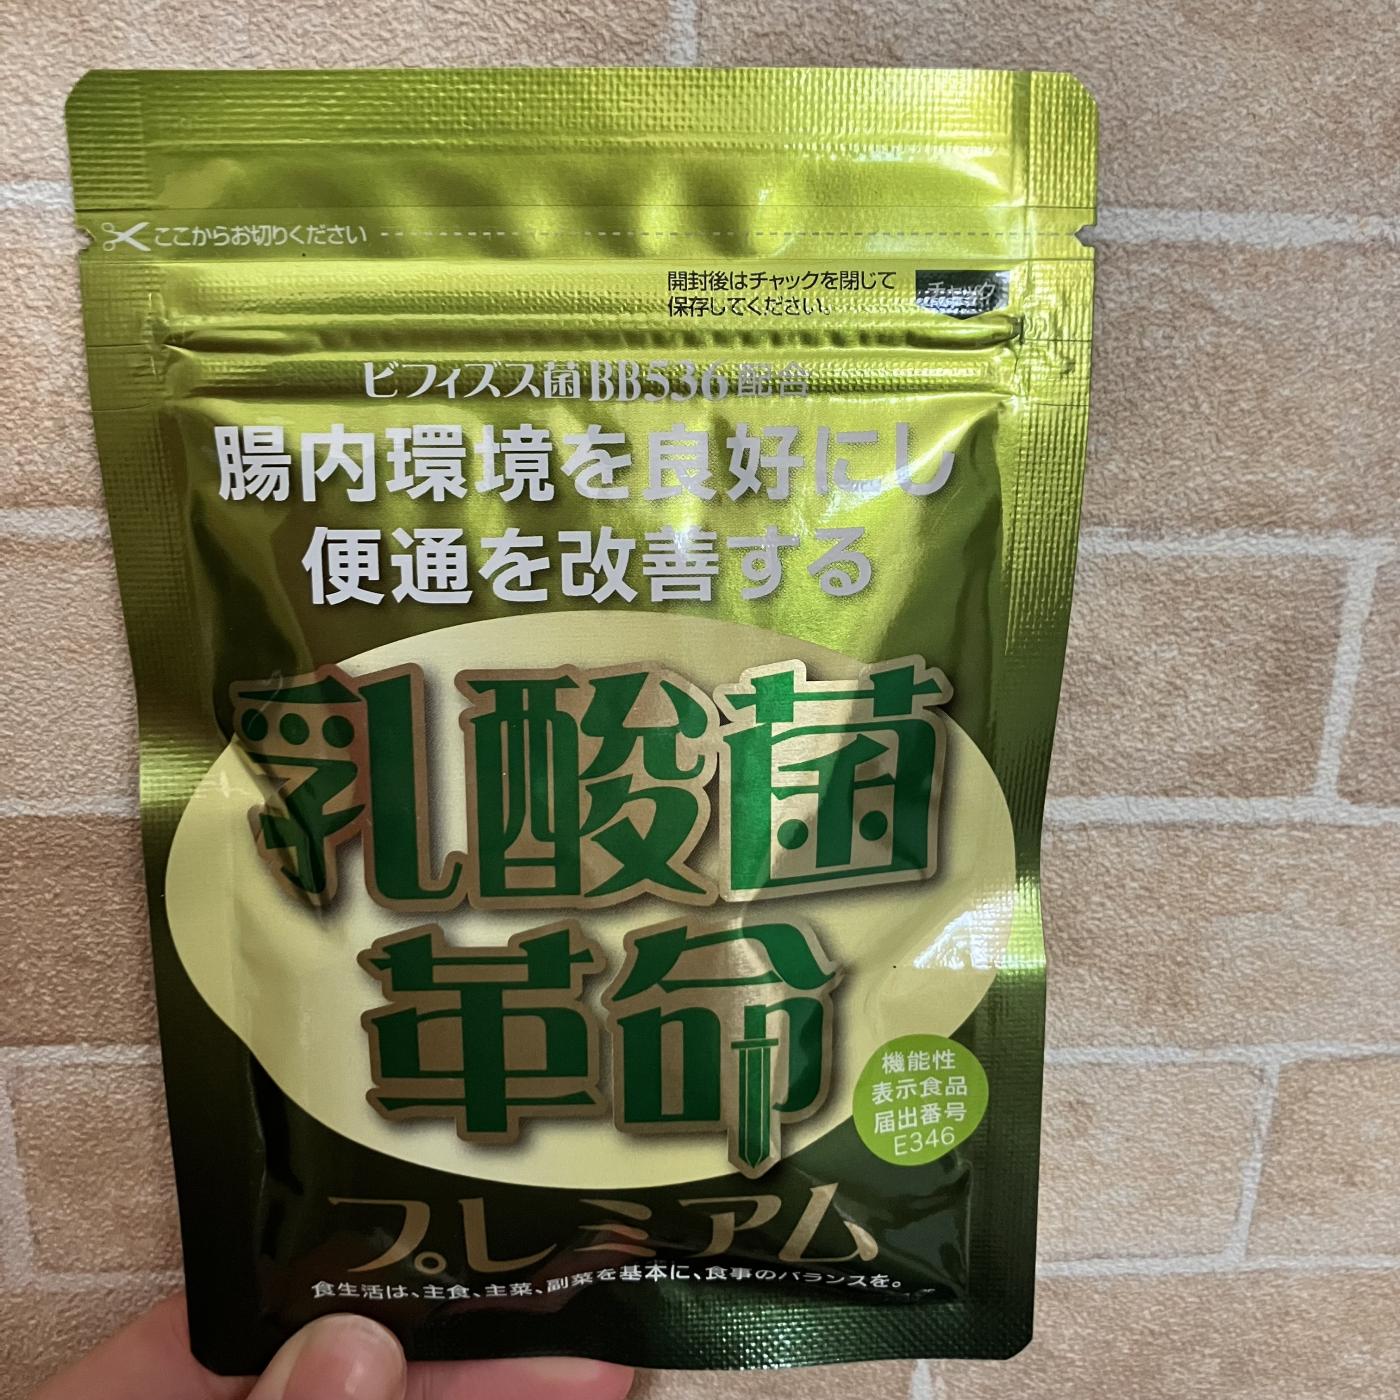 ここからお切りください
開封後はチャックを閉じて
保存してください。
チャック
ビフィズス菌BB536配合
腸内環境を良好にし
便通を改善する
乳酸菌
革命
機能性
表示食品
届出番号
E346
プレミアム
食生活は、主食、主菜、副菜を基本に、食事のバランスを。